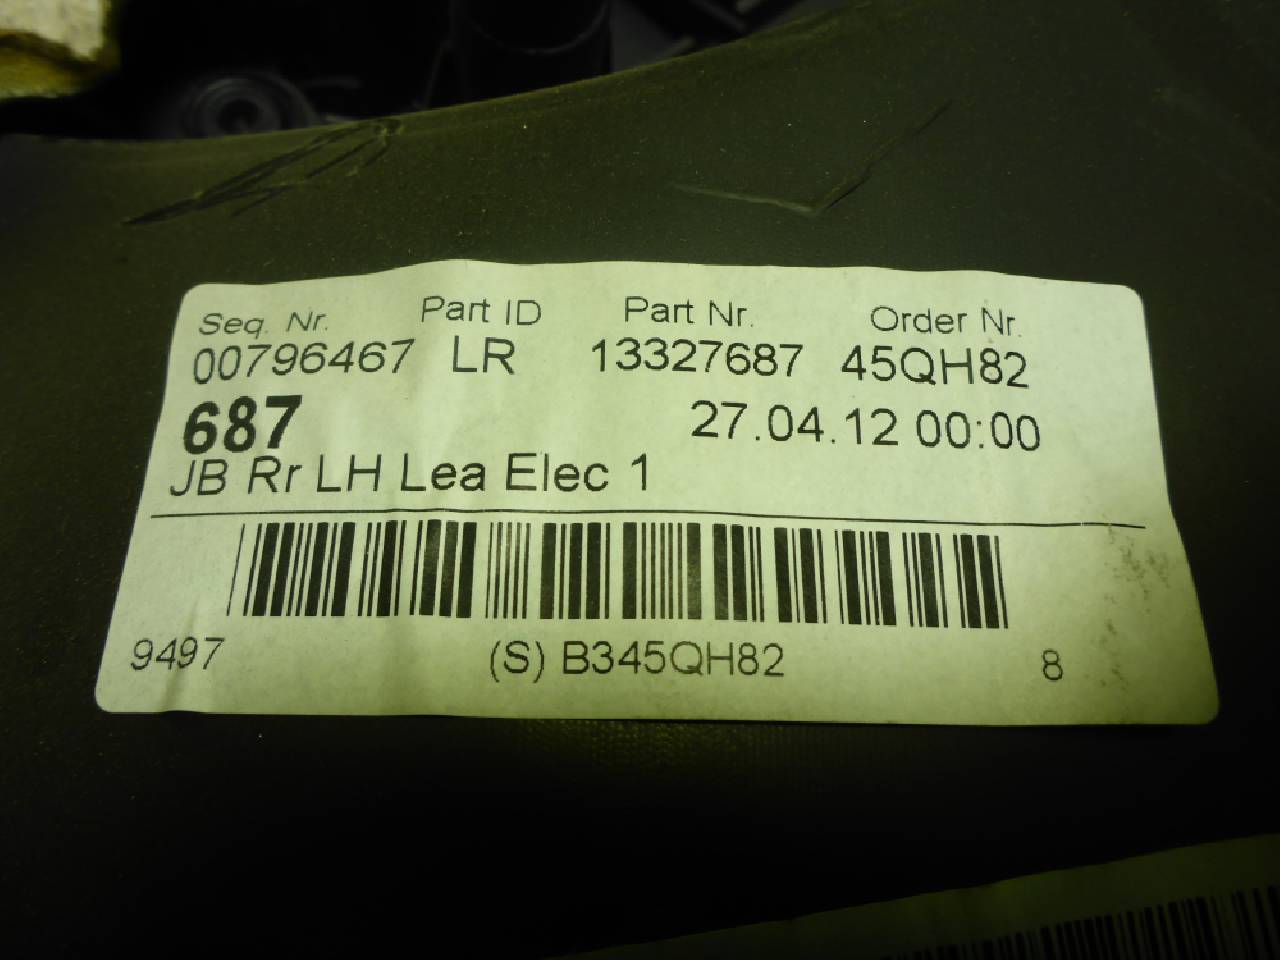 Seq. Nr. Part ID Part Nr. Order Nr.
00796467 LR 13327687 45QH82
687 27.04.12 00:00
JB Rr LH Lea Elec 1
9497 (S) B345QH82 8